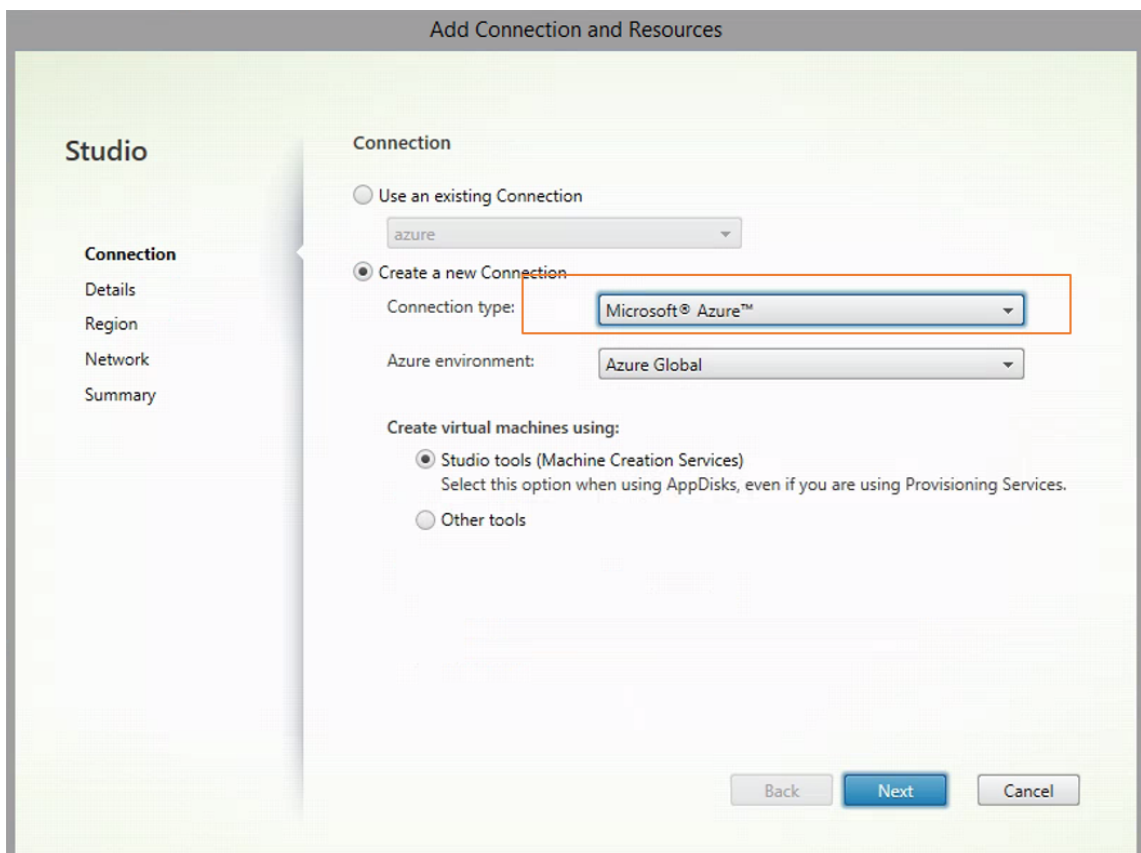 Add Connection and Resources
Studio
Connection
Details
Region
Network
Summary
Connection
Use an existing Connection
azure
Create a new Connection
Connection type:
Microsoft® Azure™
Azure environment:
Azure Global
Create virtual machines using:
Studio tools (Machine Creation Services)
Select this option when using AppDisks, even if you are using Provisioning Services.
Other tools
Back
Next
Cancel